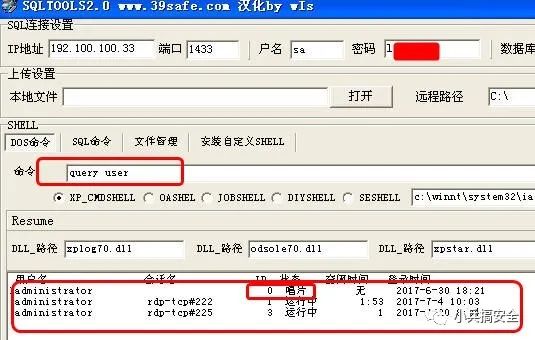 SQLTOOLS2.0 www.39safe.com 汉化by wIs
SQL连接设置
IP地址 192.100.100.33 端口 1433 户名 sa 密码 l 数据库
上传设置
本地文件 打开 远程路径 C:\
SHELL
DOS命令 SQL命令 文件管理 安装自定义SHELL
命令 query user
XP_CMDSHELL OASHEL JOBSHELL DIYSHELL SESHELL c:\winnt\system32\ia
Resume
DLL_路径 xplog70.dll DLL_路径 odsole70.dll DLL_路径 xpstar.dll
用户名 会话名 ID 状态 空闲时间 登录时间
administrator 0 唱片 无 2017-6-30 18:21
administrator rdp-tcp#222 1 运行中 1:53 2017-7-4 10:03
administrator rdp-tcp#225 3 运行中 1
小兵搞安全